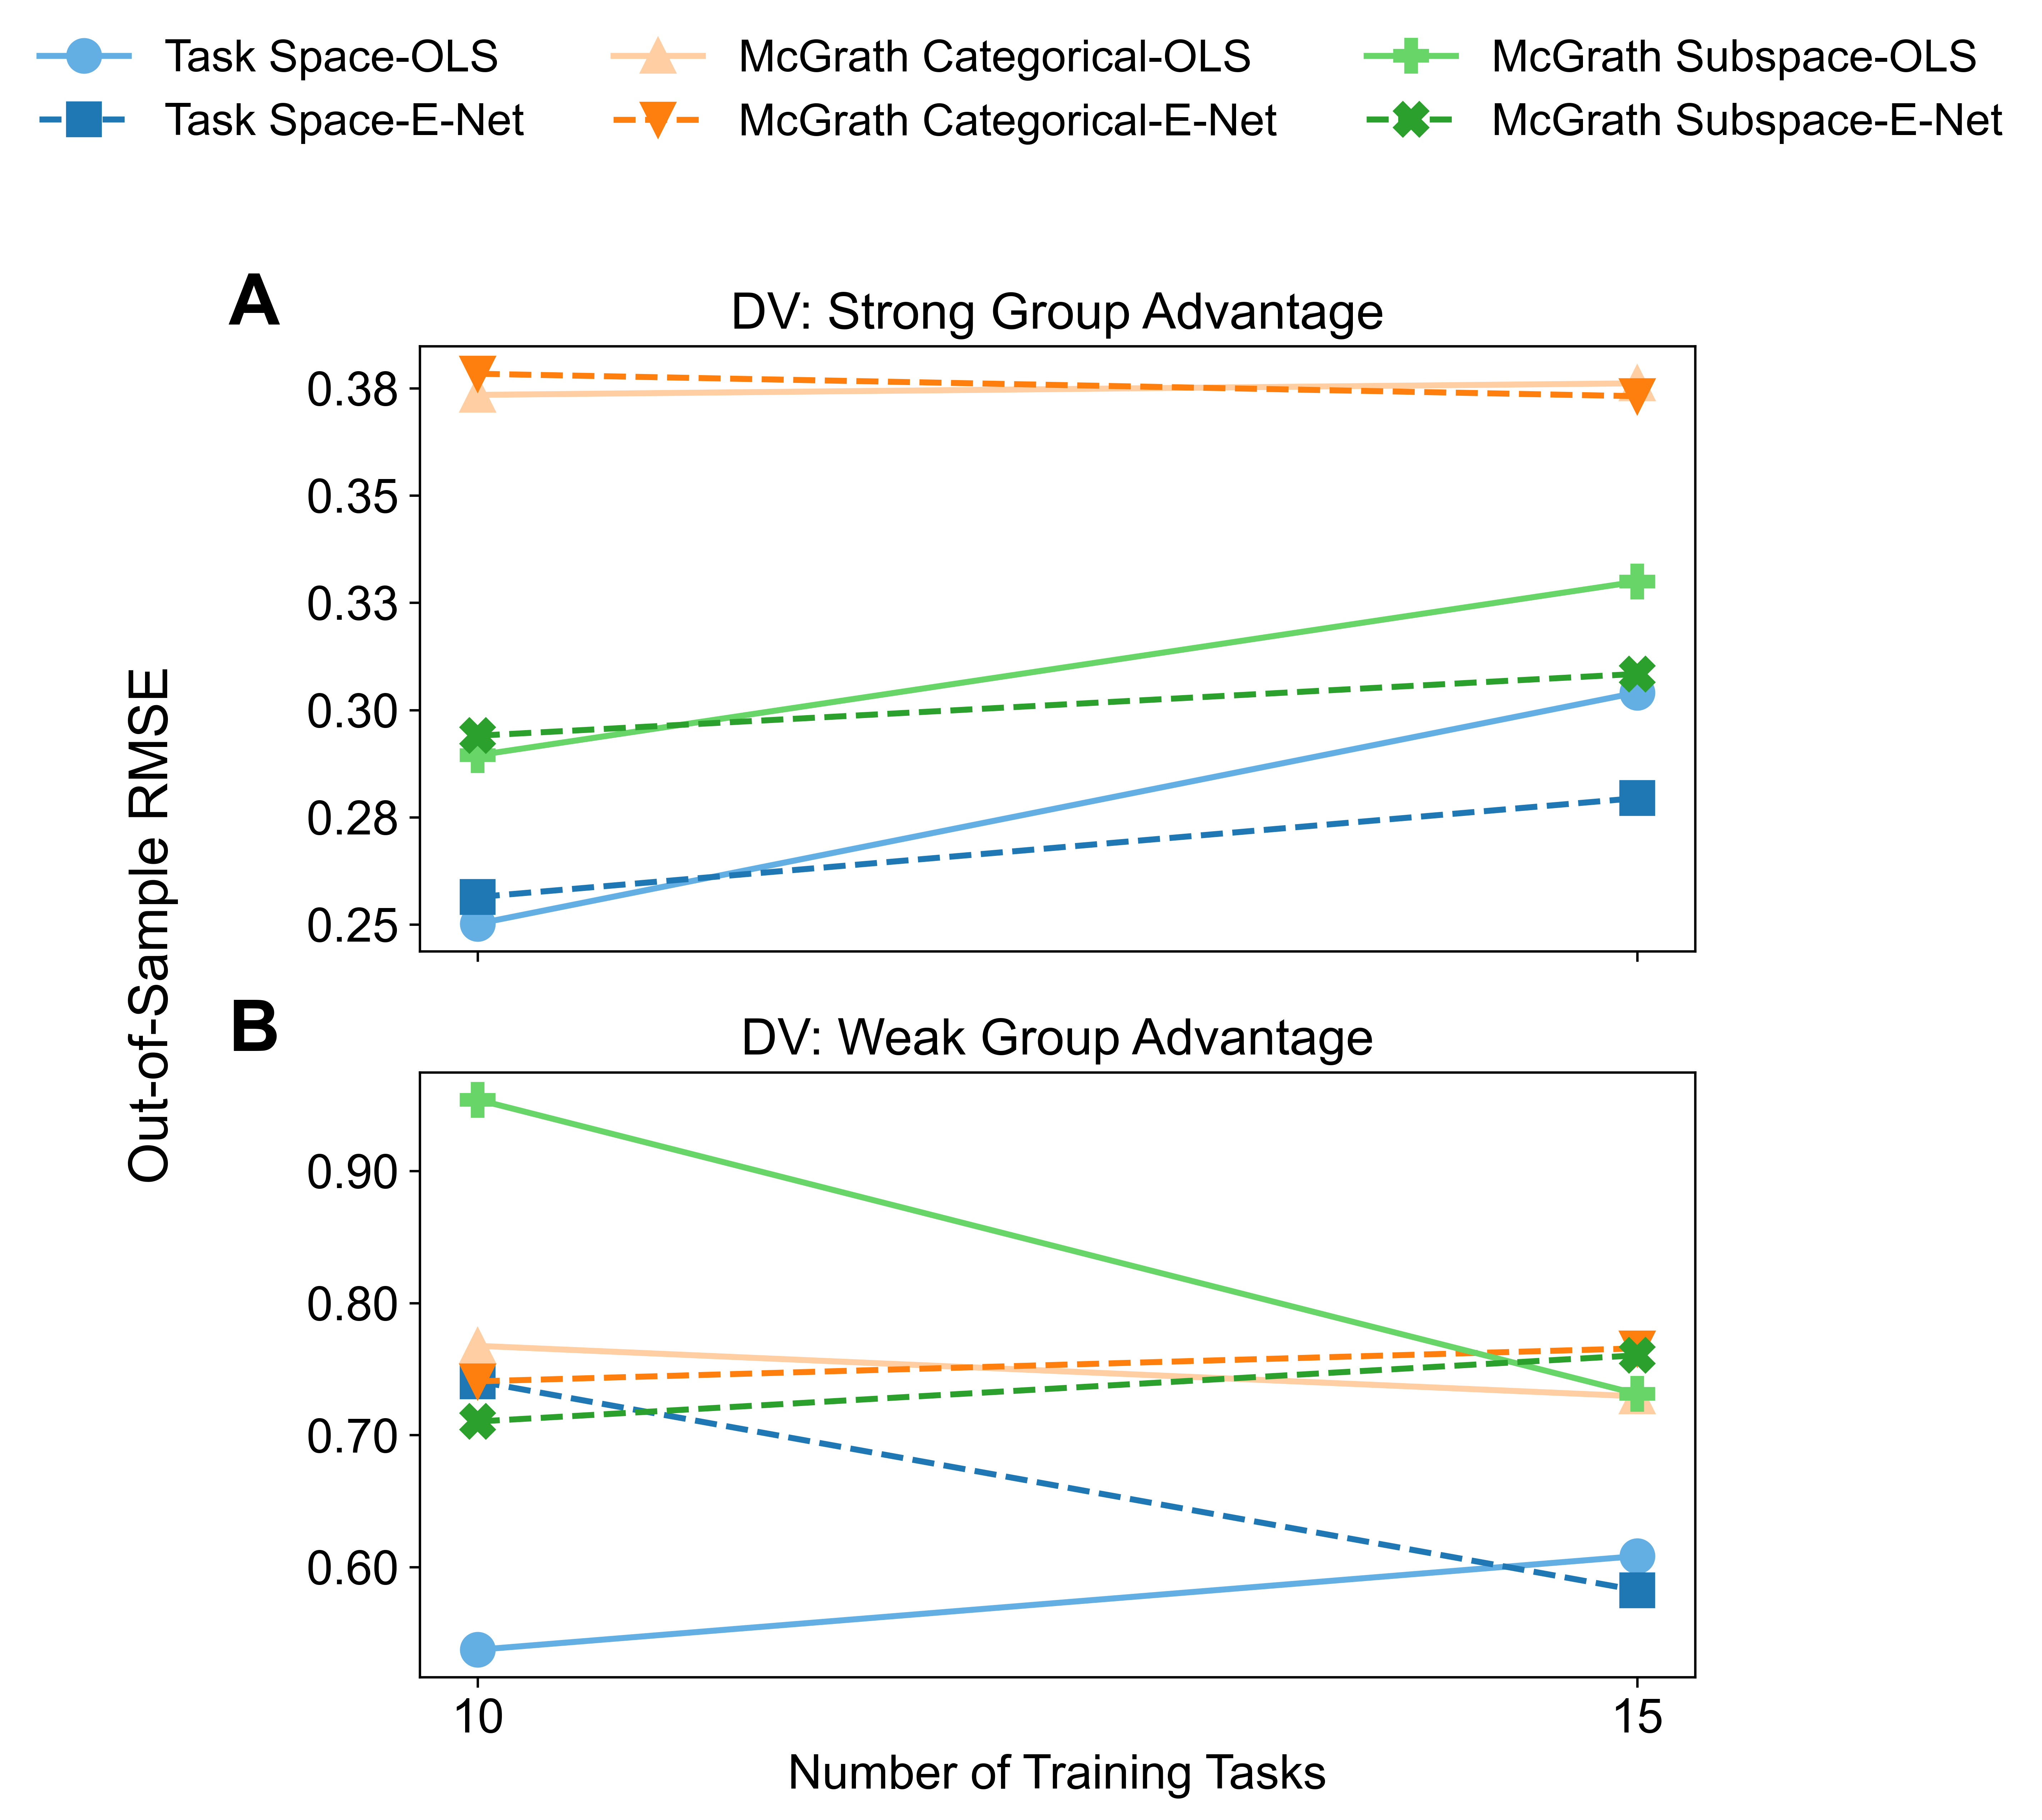 Task Space-OLS
McGrath Categorical-OLS
McGrath Subspace-OLS
Task Space-E-Net
McGrath Categorical-E-Net
McGrath Subspace-E-Net
A
DV: Strong Group Advantage
0.38
0.35
0.33
0.30
0.28
0.25
Out-of-Sample RMSE
B
DV: Weak Group Advantage
0.90
0.80
0.70
0.60
10
15
Number of Training Tasks